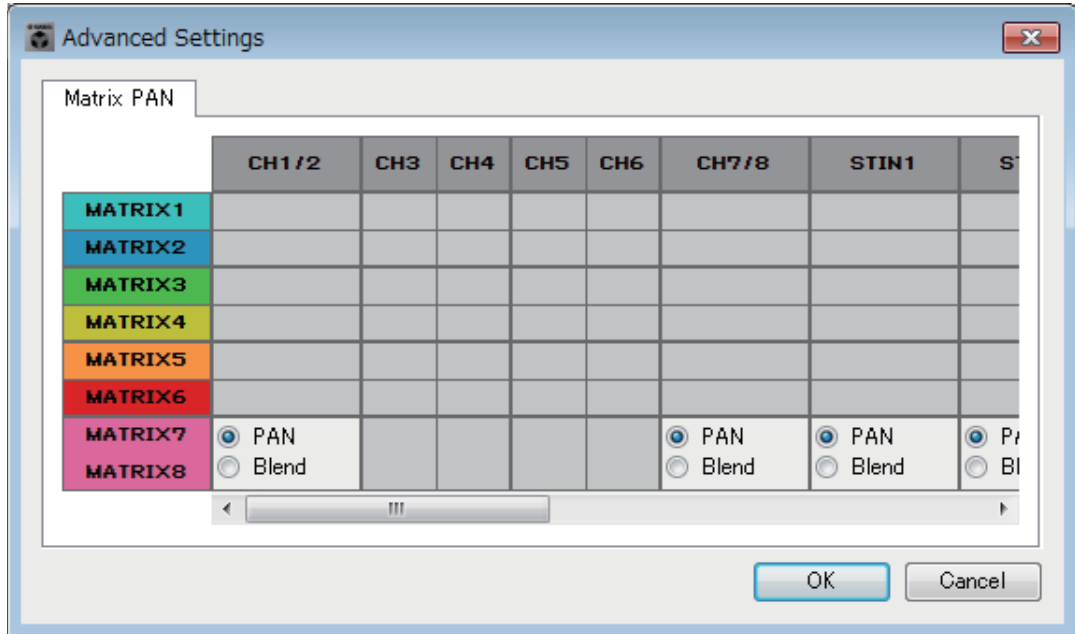 Advanced Settings
Matrix PAN
CH1/2 CH3 CH4 CH5 CH6 CH7/8 STIN1
MATRIX1
MATRIX2
MATRIX3
MATRIX4
MATRIX5
MATRIX6
MATRIX7 PAN PAN PAN
MATRIX8 Blend Blend Blend
OK Cancel